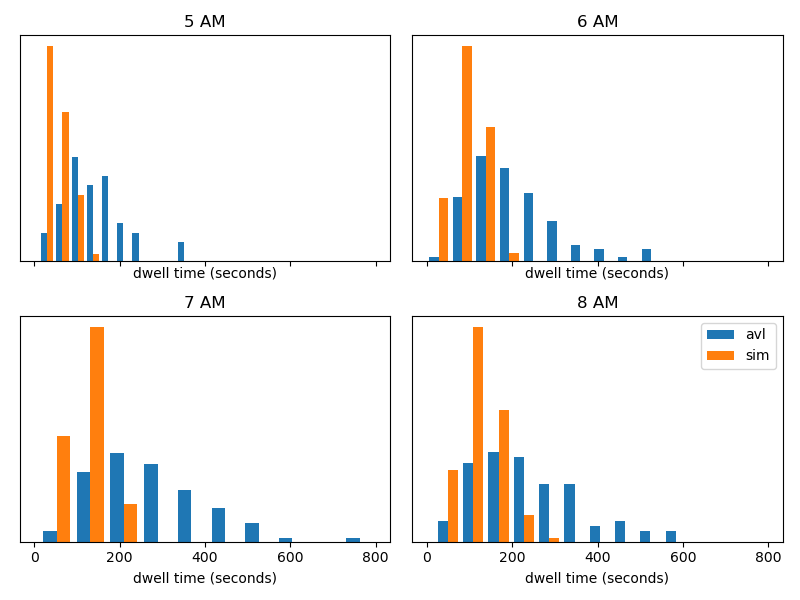 5 AM
6 AM
dwell time (seconds)
dwell time (seconds)
7 AM
8 AM
avl
sim
0 200 400 600 800
0 200 400 600 800
dwell time (seconds)
dwell time (seconds)